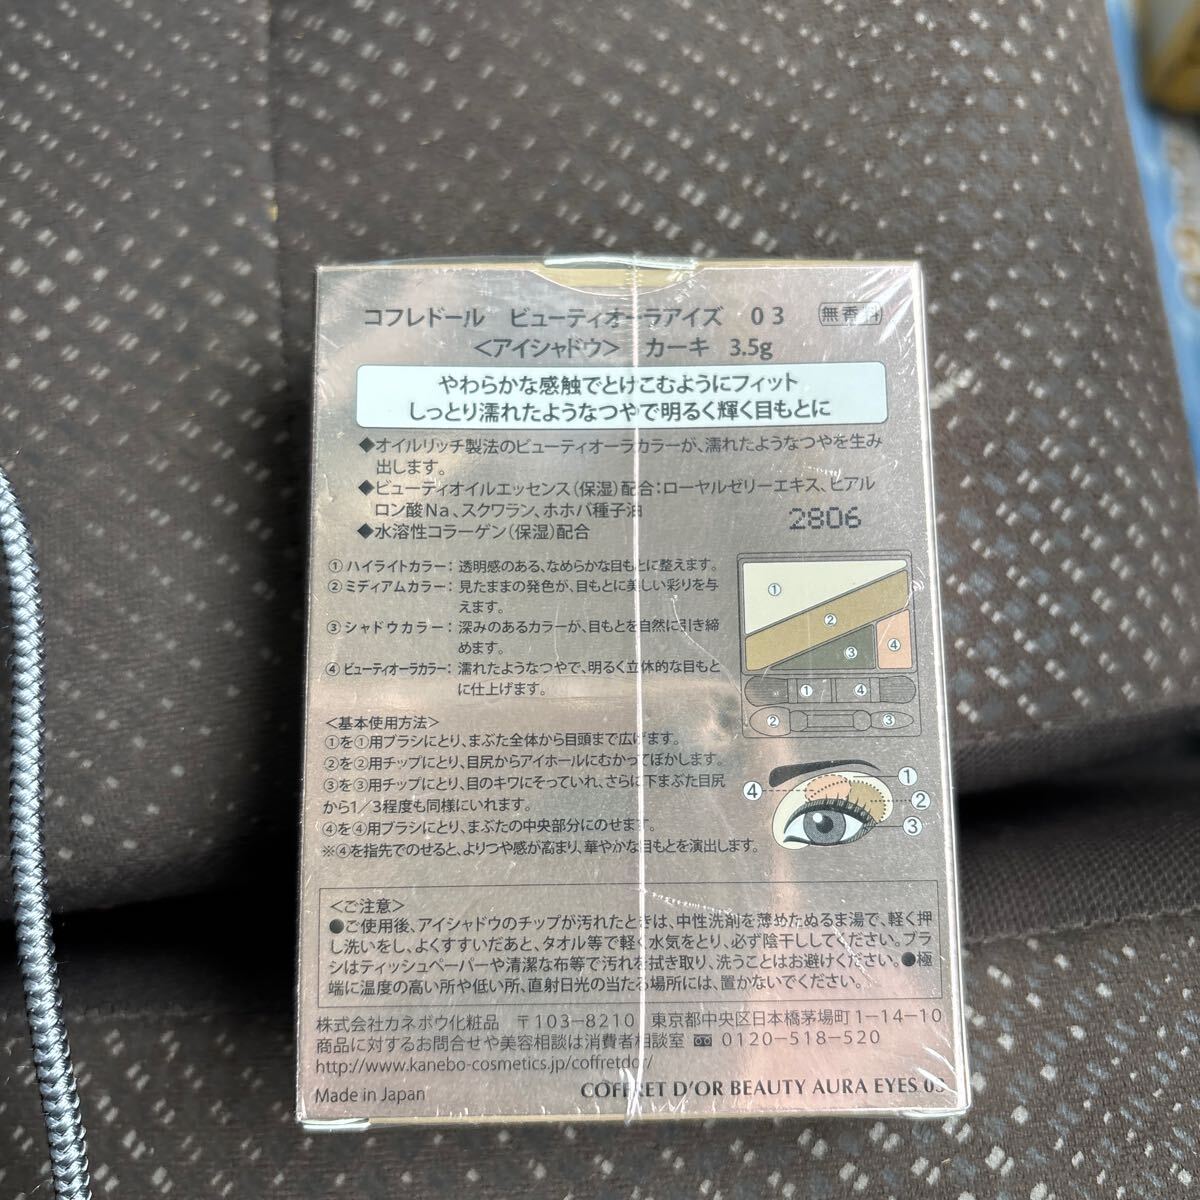 コフレドール ビューティオーラアイズ 03 無香料
＜アイシャドウ＞ カーキ 3.5g
やわらかな感触でとけこむようにフィット
しっとり濡れたようなつやで明るく輝く目もとに
◆オイルリッチ製法のビューティオーラカラーが、濡れたようなつやを生み
出します。
◆ビューティオイルエッセンス（保湿）配合：ローヤルゼリーエキス、ヒアル
ロン酸Na、スクワラン、ホホバ種子油
◆水溶性コラーゲン（保湿）配合
2806
①ハイライトカラー：透明感のある、なめらかな目もとに整えます。
②ミディアムカラー：見たままの発色が、目もとに美しい彩りを与
えます。
③シャドウカラー：深みのあるカラーが、目もとを自然に引き締
めます。
④ビューティオーラカラー：濡れたようなつやで、明るく立体的な目もと
に仕上げます。
①
②
③
④
① ④
② ③
＜基本使用方法＞
①を①用ブラシにとり、まぶた全体から目頭まで広げます。
②を②用チップにとり、目尻からアイホールにむかってぼかします。
③を③用チップにとり、目のキワにそっていれ、さらに下まぶた目尻
から1／3程度も同様にいれます。
④を④用ブラシにとり、まぶたの中央部分にのせます。
※④を指先でのせると、よりつや感が高まり、華やかな目もとを演出します。
④
①
②
③
＜ご注意＞
●ご使用後、アイシャドウのチップが汚れたときは、中性洗剤を薄めたぬるま湯で、軽く押
し洗いをし、よくすすいだあと、タオル等で軽く水気をとり、必ず陰干ししてください。ブラ
シはティッシュペーパーや清潔な布等で汚れを拭き取り、洗うことはお避けください。●極
端に温度の高い所や低い所、直射日光の当たる場所には、置かないでください。
株式会社カネボウ化粧品 〒103－8210 東京都中央区日本橋茅場町1－14－10
商品に対するお問合せや美容相談は消費者相談室 0120－518－520
http://www.kanebo-cosmetics.jp/coffretdor/
Made in Japan COFFRET D'OR BEAUTY AURA EYES 03